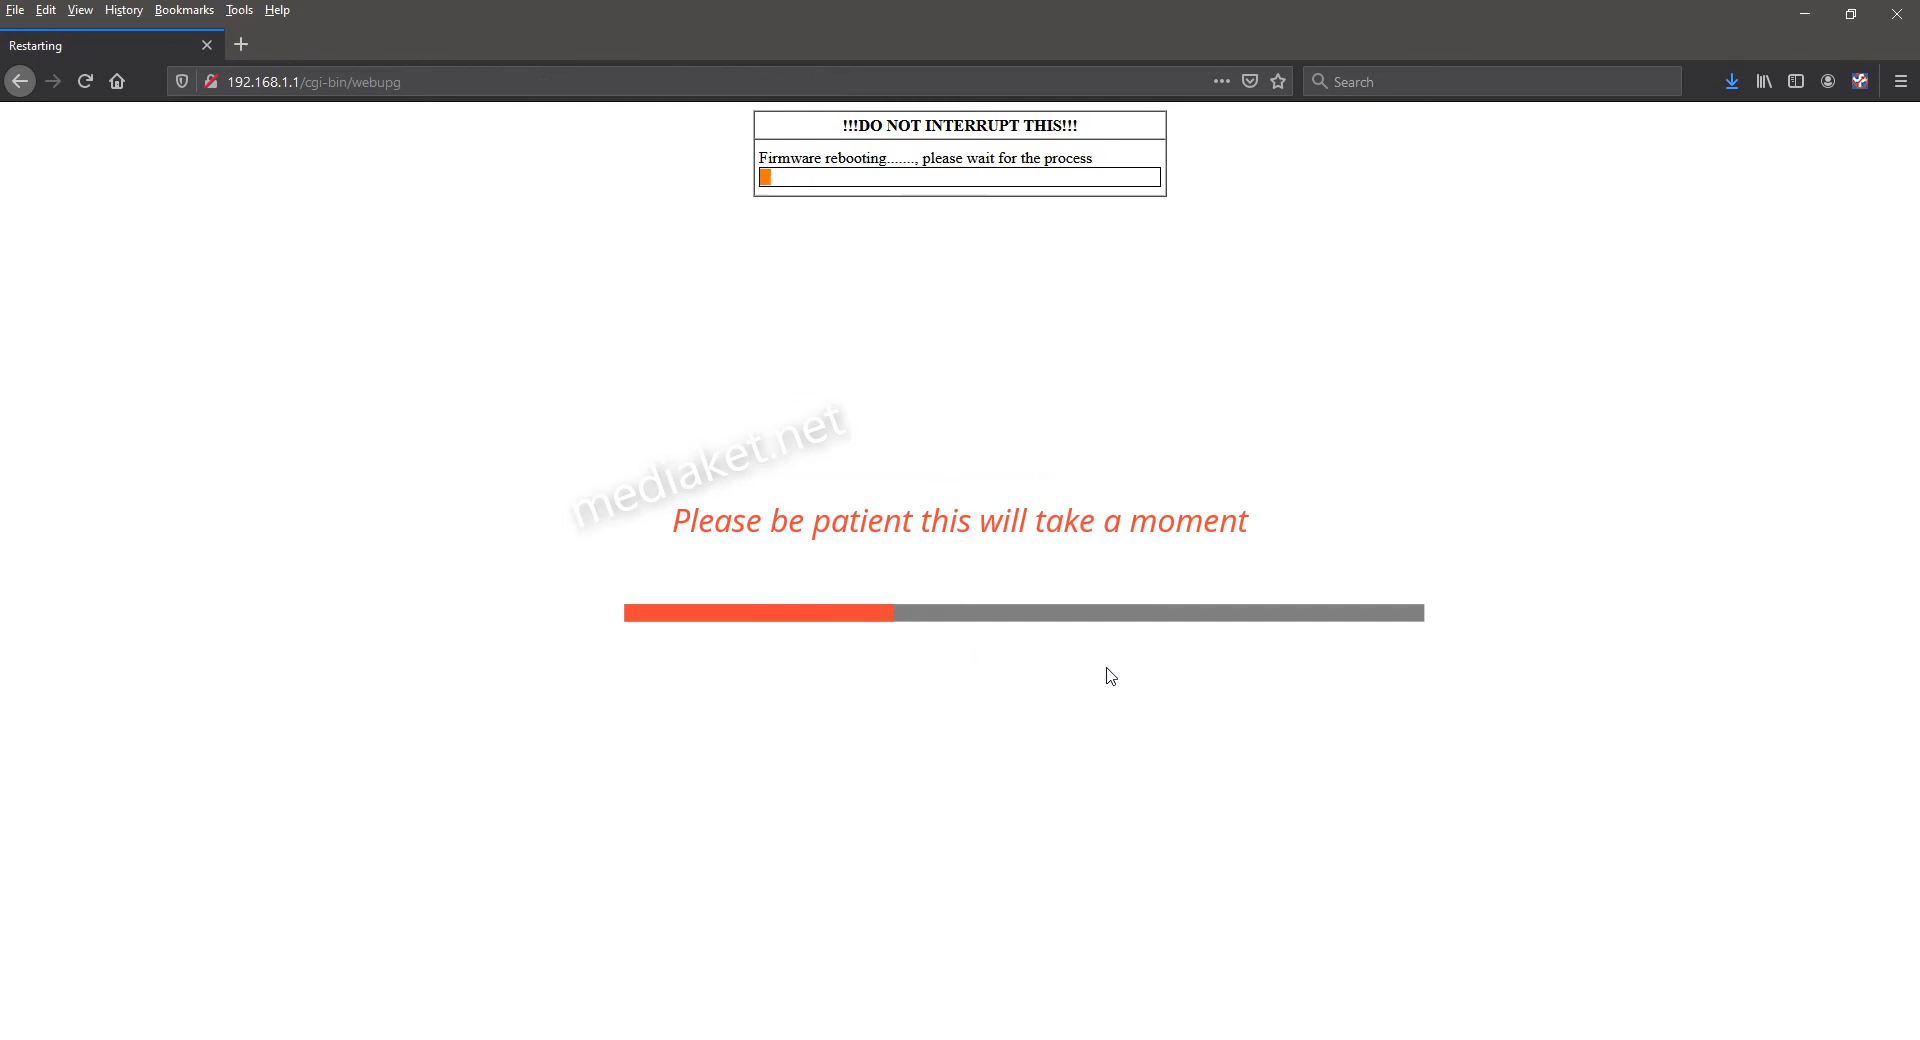 File Edit View History Bookmarks Tools Help
Restarting
192.168.1.1/cgi-bin/webupg
Search
!!!DO NOT INTERRUPT THIS!!!
Firmware rebooting......., please wait for the process
mediaket.net
Please be patient this will take a moment